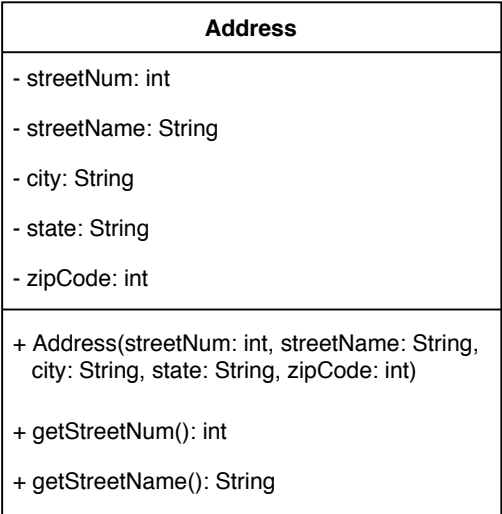 Address
- streetNum: int
- streetName: String
- city: String
- state: String
- zipCode: int
+ Address(streetNum: int, streetName: String,
city: String, state: String, zipCode: int)
+ getStreetNum(): int
+ getStreetName(): String